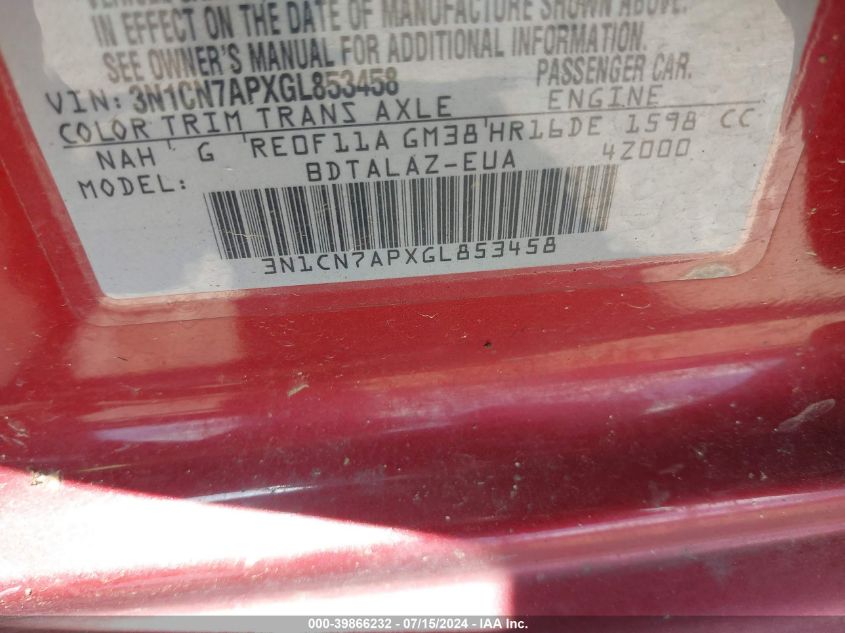 IN EFFECT ON THE DATE OF MANUFACTURE SHOWN ABOVE.
SEE OWNER'S MANUAL FOR ADDITIONAL INFORMATION.
VIN: 3N1CN7APXGL853458 PASSENGER CAR.
COLOR TRIM TRANS AXLE ENGINE
NAH G RE0F11A GM38 HR16DE 1598 CC
MODEL: BDTALAZ-EUA 4Z000
3N1CN7APXGL853458
000-39866232 - 07/15/2024 - IAA Inc.